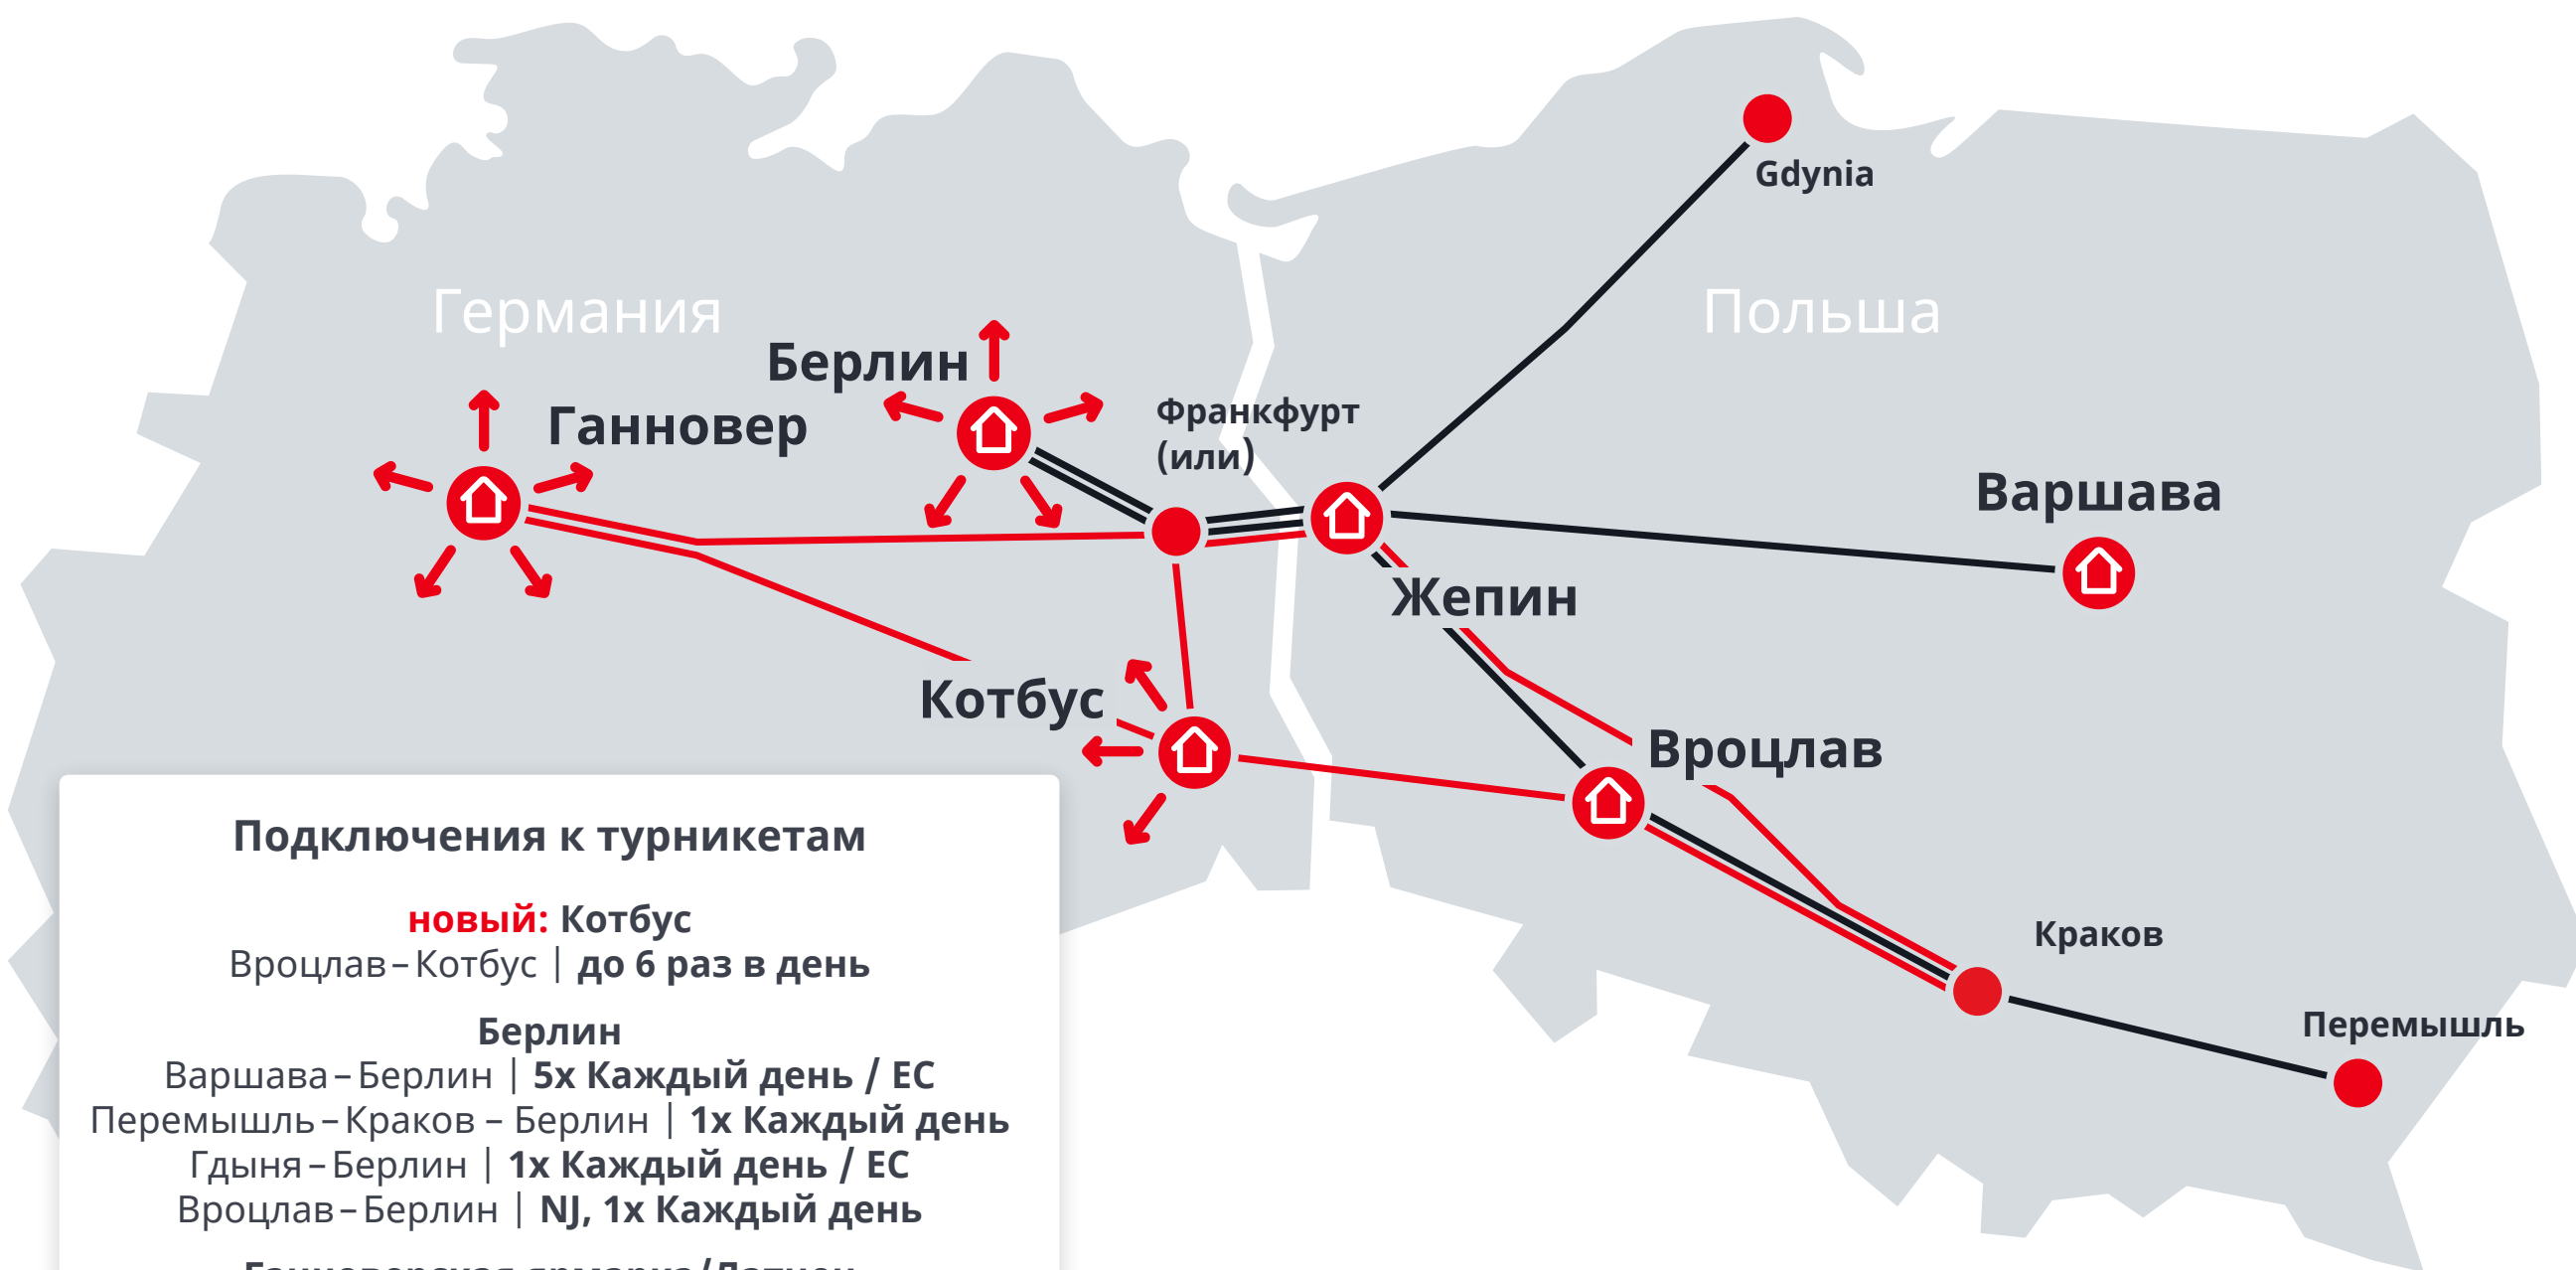 Gdynia
Германия
Польша
Берлин
Ганновер
Франкфурт
(или)
Варшава
Жепин
Котбус
Вроцлав
Краков
Перемышль
Подключения к турникетам
новый: Котбус
Вроцлав – Котбус | до 6 раз в день
Берлин
Варшава – Берлин | 5x Каждый день / EC
Перемышль – Краков – Берлин | 1x Каждый день
Гдыня – Берлин | 1x Каждый день / EC
Вроцлав – Берлин | NJ, 1x Каждый день